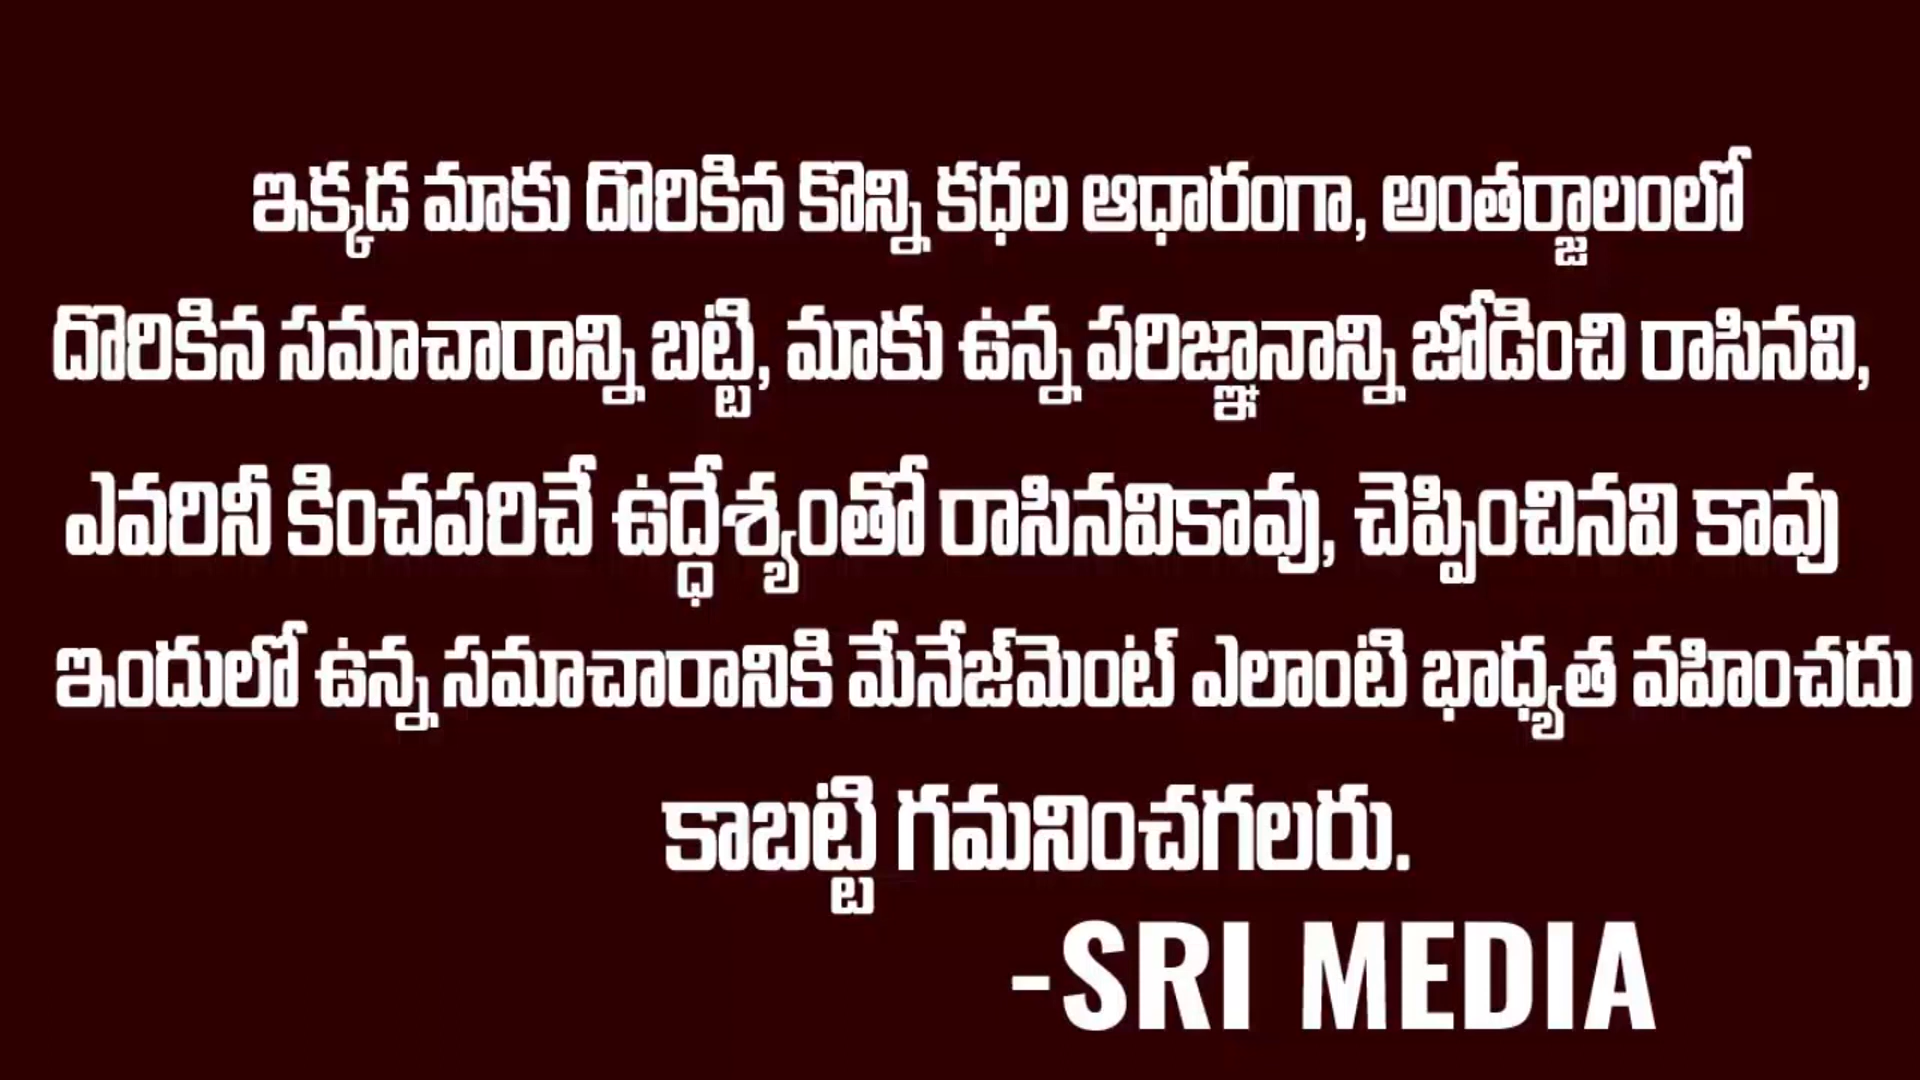 ఇక్కడ మాకు దొరికిన కొన్ని కధల ఆధారంగా, అంతర్జాలంలో
దొరికిన సమాచారాన్ని బట్టి, మాకు ఉన్న పరిజ్ఞానాన్ని జోడించి రాసినవి,
ఎవరినీ కించపరిచే ఉద్ధేశ్యంతో రాసినవికావు, చెప్పించినవి కావు
ఇందులో ఉన్న సమాచారానికి మేనేజ్‌మెంట్ ఎలాంటి భాధ్యత వహించదు
కాబట్టి గమనించగలరు.
-SRI MEDIA